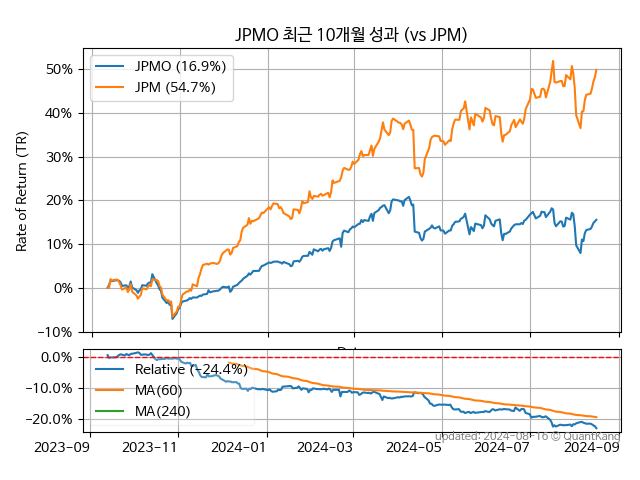 JPMO 최근 10개월 성과 (vs JPM)
JPMO (16.9%)
JPM (54.7%)
Rate of Return (TR)
50%
40%
30%
20%
10%
0%
−10%
0.0%
−10.0%
−20.0%
Relative (−24.4%)
MA(60)
MA(240)
2023−09
2023−11
2024−01
2024−03
2024−05
2024−07
2024−09
updated: 2024−08−16 © QuantKang